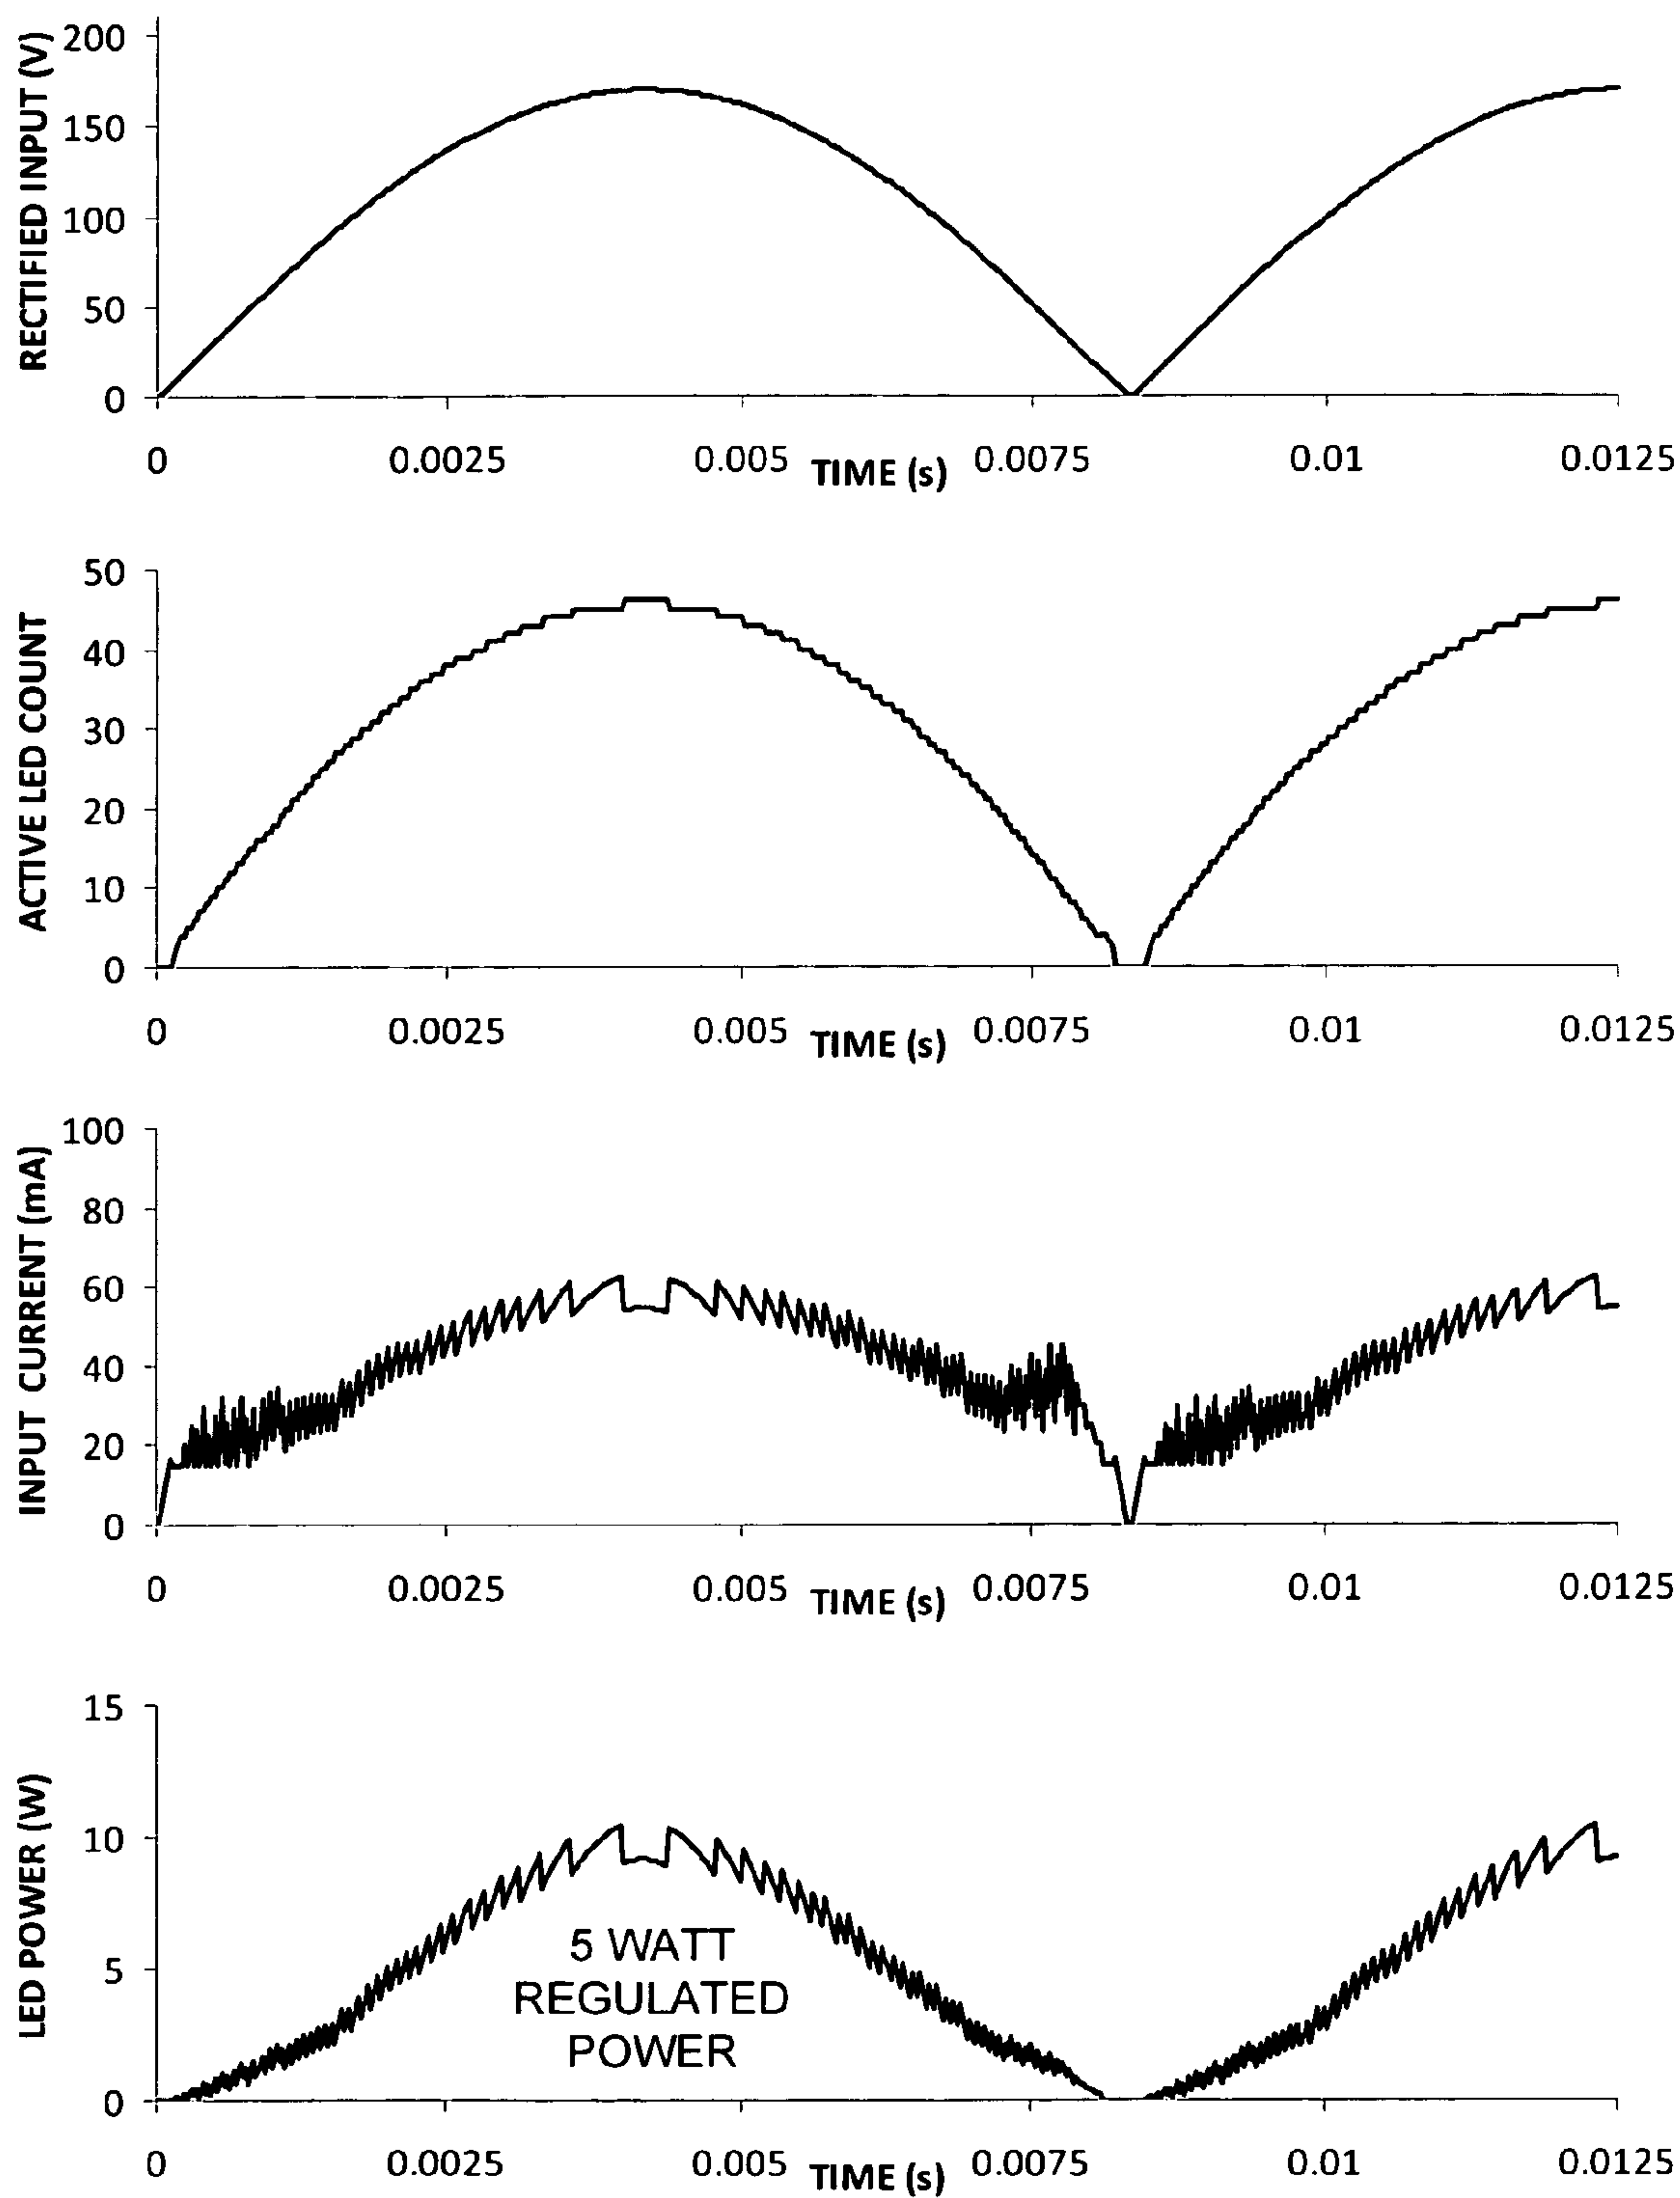 RECTIFIED INPUT (V)
200
150
100
50
0
0 0.0025 0.005 TIME (s) 0.0075 0.01 0.0125
ACTIVE LED COUNT
50
40
30
20
10
0
0 0.0025 0.005 TIME (s) 0.0075 0.01 0.0125
INPUT CURRENT (mA)
100
80
60
40
20
0
0 0.0025 0.005 TIME (s) 0.0075 0.01 0.0125
LED POWER (W)
15
10
5
0
5 WATT
REGULATED
POWER
0 0.0025 0.005 TIME (s) 0.0075 0.01 0.0125